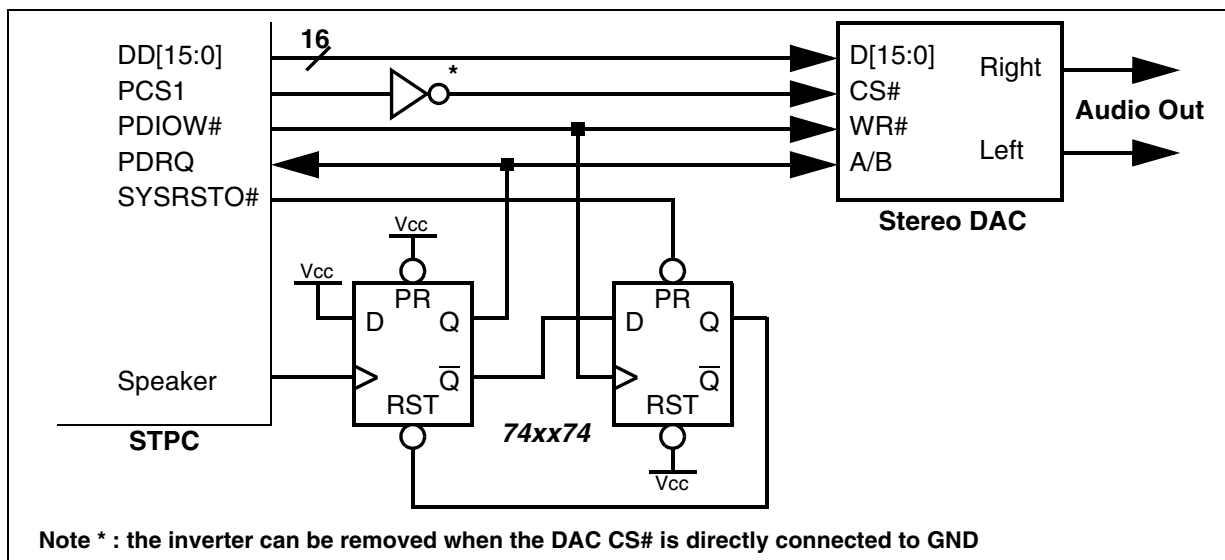 16
DD[15:0]
D[15:0]
Right
PCS1
*
CS#
Audio Out
PDIOW#
WR#
PDRQ
A/B
Left
SYSRSTO#
Stereo DAC
Vcc
Vcc
PR
PR
D
Q
D
Q
Speaker
Q
Q
RST
RST
74xx74
STPC
Vcc
Note * : the inverter can be removed when the DAC CS# is directly connected to GND